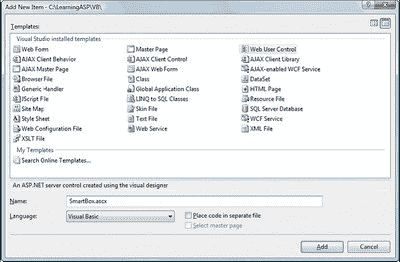 Add New Item - C:\LearningASP\VB\
Templates:
Visual Studio installed templates
Web Form
Master Page
Web User Control
AJAX Client Behavior
AJAX Client Control
AJAX Client Library
AJAX Master Page
AJAX Web Form
AJAX-enabled WCF Service
Browser File
Class
DataSet
Generic Handler
Global Application Class
HTML Page
JScript File
LINQ to SQL Classes
Resource File
Site Map
Skin File
SQL Server Database
Style Sheet
Text File
WCF Service
Web Configuration File
Web Service
XML File
XSLT File
My Templates
Search Online Templates...
An ASP.NET server control created using the visual designer
Name:
SmartBox.ascx
Language:
Visual Basic
Place code in separate file
Select master page
Add
Cancel